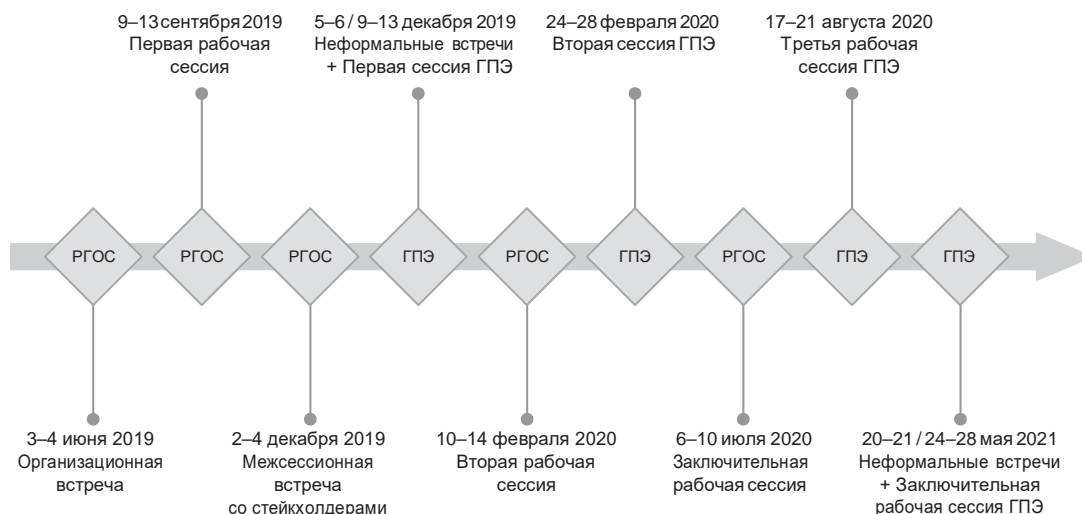 9–13 сентября 2019
Первая рабочая
сессия
5–6 / 9–13 декабря 2019
Неформальные встречи
+ Первая сессия ГПЭ
24–28 февраля 2020
Вторая сессия ГПЭ
17–21 августа 2020
Третья рабочая
сессия ГПЭ
РГОС
РГОС
РГОС
ГПЭ
РГОС
ГПЭ
РГОС
ГПЭ
ГПЭ
3–4 июня 2019
Организационная
встреча
2–4 декабря 2019
Межсессионная
встреча
со стейкхолдерами
10–14 февраля 2020
Вторая рабочая
сессия
6–10 июля 2020
Заключительная
рабочая сессия
20–21 / 24–28 мая 2021
Неформальные встречи
+ Заключительная
рабочая сессия ГПЭ